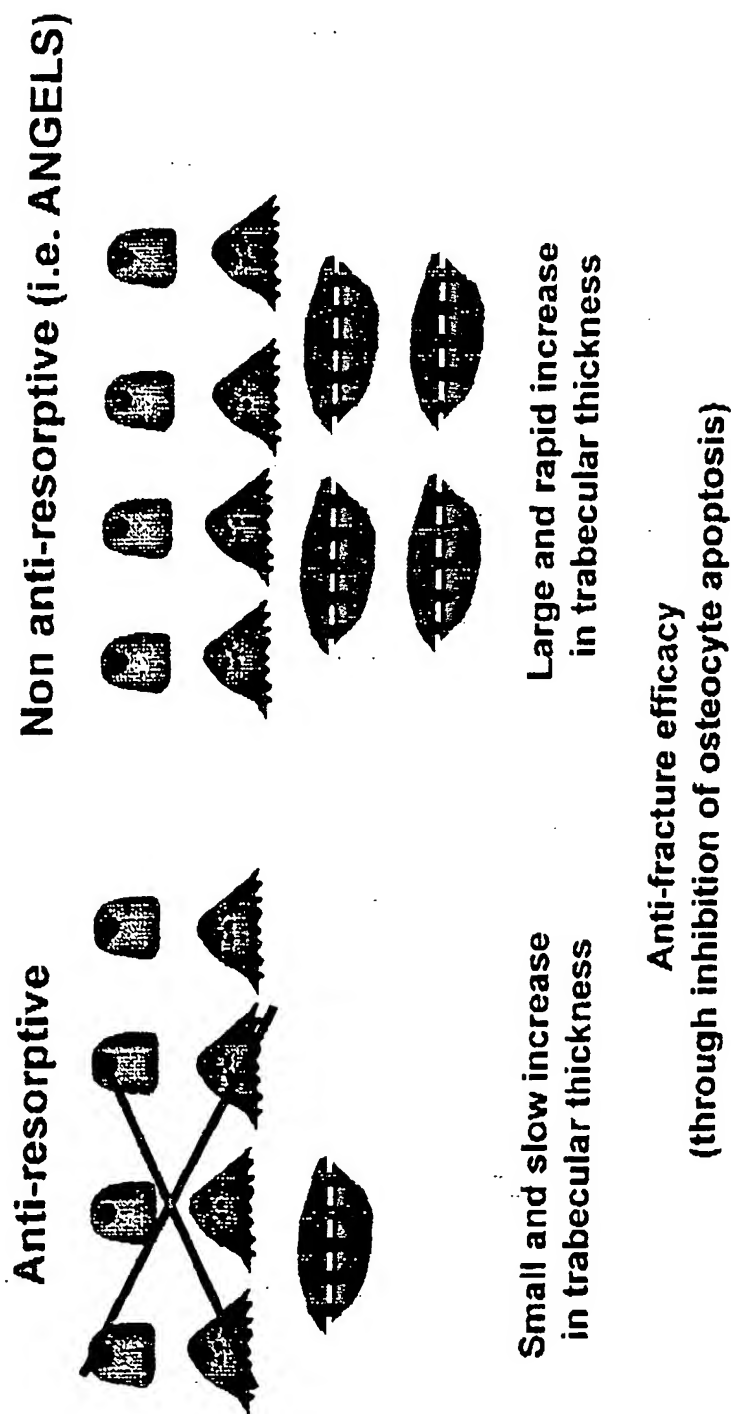 Anti-resorptive
Non anti-resorptive (i.e. ANGELS)
Small and slow increase
in trabecular thickness
Large and rapid increase
in trabecular thickness
Anti-fracture efficacy
(through inhibition of osteocyte apoptosis)